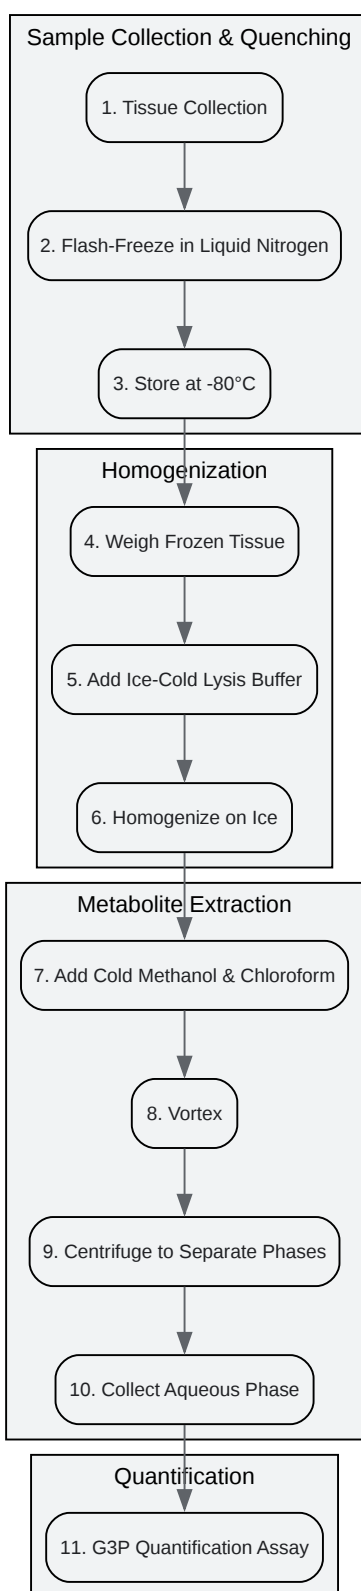 Sample Collection & Quenching
1. Tissue Collection
2. Flash-Freeze in Liquid Nitrogen
3. Store at -80°C
Homogenization
4. Weigh Frozen Tissue
5. Add Ice-Cold Lysis Buffer
6. Homogenize on Ice
Metabolite Extraction
7. Add Cold Methanol & Chloroform
8. Vortex
9. Centrifuge to Separate Phases
10. Collect Aqueous Phase
Quantification
11. G3P Quantification Assay